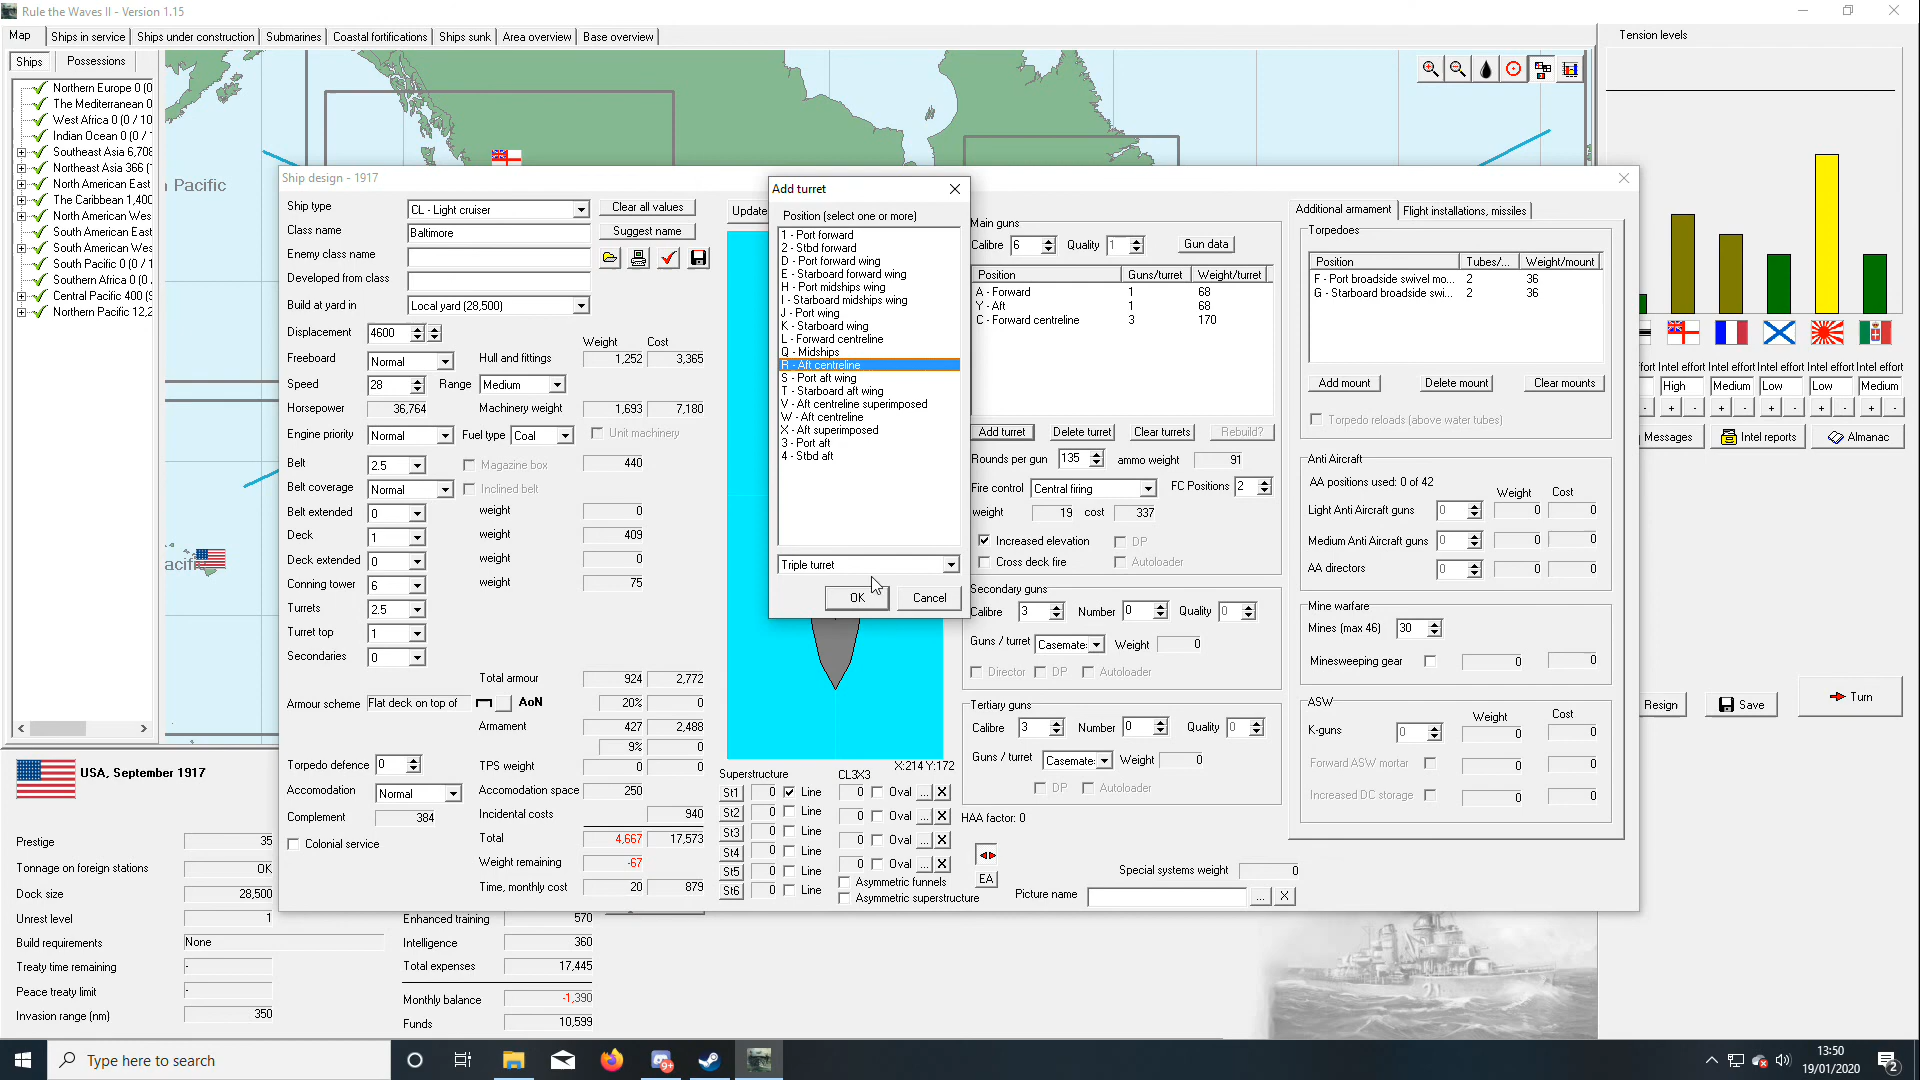 Rule the Waves II - Version 1.15
Map
Ships in service
Ships under construction
Submarines
Coastal fortifications
Ships sunk
Area overview
Base overview
Ships
Possessions
Northern Europe 0 (0
The Mediterranean 0
West Africa 0 (0 / 10
Indian Ocean 0 (0 / 1
Southeast Asia 6,708
Northeast Asia 366 (
North American East
The Caribbean 1,400
North American Wes
South American East
South American Wes
South Pacific 0 (0 / 1
Southern Africa 0 (0 /
Central Pacific 400 (9
Northern Pacific 12,2
Pacific
Tension levels
Ship design - 1917
Ship type
CL - Light cruiser
Clear all values
Class name
Baltimore
Suggest name
Enemy class name
Developed from class
Build at yard in
Local yard (28,500)
Displacement
4600
Weight
Cost
Freeboard
Normal
Hull and fittings
1,252
3,365
Speed
28
Range
Medium
Horsepower
36,764
Machinery weight
1,693
7,180
Engine priority
Normal
Fuel type
Coal
Unit machinery
Belt
2.5
Magazine box
440
Belt coverage
Normal
Inclined belt
Belt extended
0
weight
0
Deck
1
weight
409
Deck extended
0
weight
0
Conning tower
6
weight
75
Turrets
2.5
Turret top
1
Secondaries
0
Total armour
924
2,772
Armour scheme
Flat deck on top of
AoN
20%
0
Armament
427
2,488
9%
0
Torpedo defence
0
TPS weight
0
0
Accomodation
Normal
Accomodation space
250
Complement
384
Incidental costs
940
Colonial service
Total
4,667
17,573
Weight remaining
-67
Time, monthly cost
20
879
Update
Add turret
Position (select one or more)
1 - Port forward
2 - Stbd forward
D - Port forward wing
E - Starboard forward wing
H - Port midships wing
I - Starboard midships wing
J - Port wing
K - Starboard wing
L - Forward centreline
Q - Midships
R - Aft centreline
S - Port aft wing
T - Starboard aft wing
V - Aft centreline superimposed
W - Aft centreline
X - Aft superimposed
3 - Port aft
4 - Stbd aft
Triple turret
OK
Cancel
X:214 Y:172
Superstructure
CL3X3
St1
0
Line
0
Oval
...
X
St2
0
Line
0
Oval
...
X
St3
0
Line
0
Oval
...
X
St4
0
Line
0
Oval
...
X
St5
0
Line
Asymmetric funnels
St6
0
Line
Asymmetric superstructure
Main guns
Calibre
6
Quality
1
Gun data
Position
Guns/turret
Weight/turret
A - Forward
1
68
Y - Aft
1
68
C - Forward centreline
3
170
Add turret
Delete turret
Clear turrets
Rebuild?
Rounds per gun
135
ammo weight
91
Fire control
Central firing
FC Positions
2
weight
19
cost
337
Increased elevation
DP
Cross deck fire
Autoloader
Secondary guns
Calibre
3
Number
0
Quality
0
Guns / turret
Casemate:
Weight
0
Director
DP
Autoloader
Tertiary guns
Calibre
3
Number
0
Quality
0
Guns / turret
Casemate:
Weight
0
DP
Autoloader
HAA factor: 0
EA
Special systems weight
0
Picture name
...
X
Additional armament
Flight installations, missiles
Torpedoes
Position
Tubes/...
Weight/mount
F - Port broadside swivel mo...
2
36
G - Starboard broadside swi...
2
36
Add mount
Delete mount
Clear mounts
Torpedo reloads (above water tubes)
Anti Aircraft
AA positions used: 0 of 42
Weight
Cost
Light Anti Aircraft guns
0
0
0
Medium Anti Aircraft guns
0
0
0
AA directors
0
0
0
Mine warfare
Mines (max 46)
30
Minesweeping gear
0
0
ASW
Weight
Cost
K-guns
0
0
0
Forward ASW mortar
0
0
Increased DC storage
0
0
fort
Intel effort
Intel effort
Intel effort
Intel effort
Intel effort
High
Medium
Low
Low
Medium
-
+
-
+
-
+
-
+
-
+
-
Messages
Intel reports
Almanac
Resign
Save
Turn
USA, September 1917
Prestige
35
Tonnage on foreign stations
OK
Dock size
28,500
Unrest level
1
Build requirements
None
Treaty time remaining
-
Peace treaty limit
-
Invasion range (nm)
350
Enhanced training
570
Intelligence
360
Total expenses
17,445
Monthly balance
-1,390
Funds
10,599
Type here to search
9+
13:50
19/01/2020
2